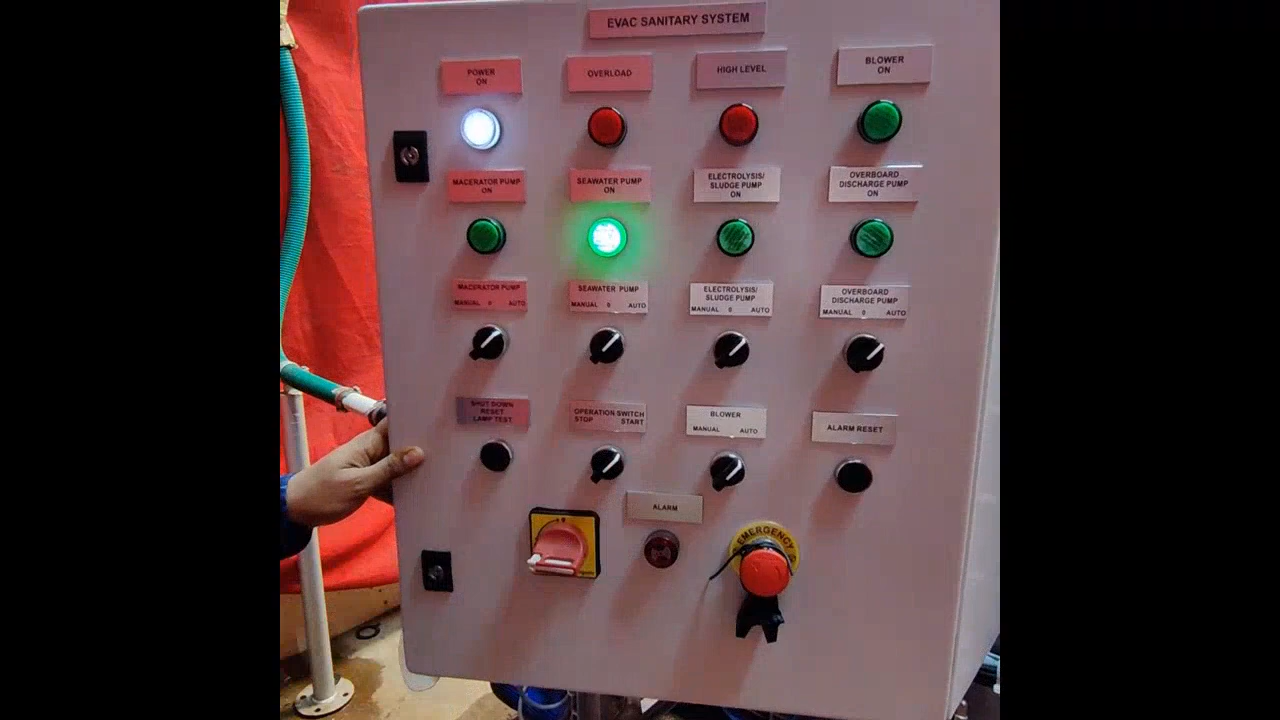 EVAC SANITARY SYSTEM
POWER
ON
OVERLOAD
HIGH LEVEL
BLOWER
ON
MACERATOR PUMP
ON
SEAWATER PUMP
ON
ELECTROLYSIS/
SLUDGE PUMP
ON
OVERBOARD
DISCHARGE PUMP
ON
MACERATOR PUMP
MANUAL 0 AUTO
SEAWATER PUMP
MANUAL 0 AUTO
ELECTROLYSIS/
SLUDGE PUMP
MANUAL 0 AUTO
OVERBOARD
DISCHARGE PUMP
MANUAL 0 AUTO
SHUT DOWN
RESET
LAMP TEST
OPERATION SWITCH
STOP START
BLOWER
MANUAL AUTO
ALARM RESET
ALARM
EMERGENCY